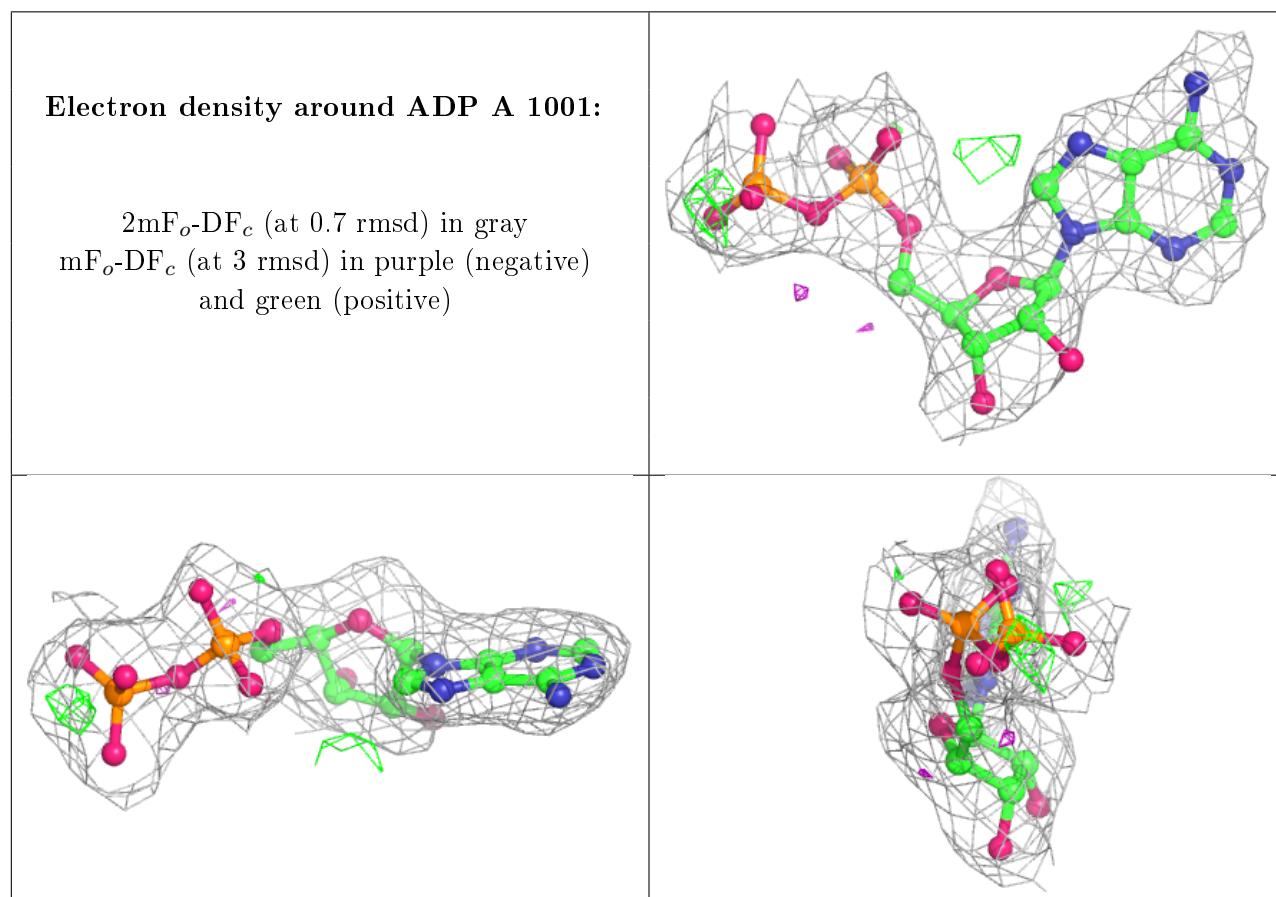 Electron density around ADP A 1001:
2mFo-DFc (at 0.7 rmsd) in gray
mFo-DFc (at 3 rmsd) in purple (negative)
and green (positive)